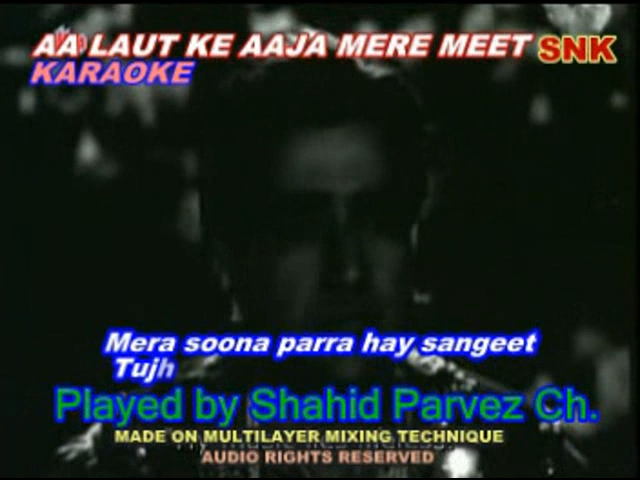 AA LAUT KE AAJA MERE MEET SNK
KARAOKE
Mera soona parra hay sangeet
Tujh
Played by Shahid Parvez Ch.
MADE ON MULTILAYER MIXING TECHNIQUE
AUDIO RIGHTS RESERVED